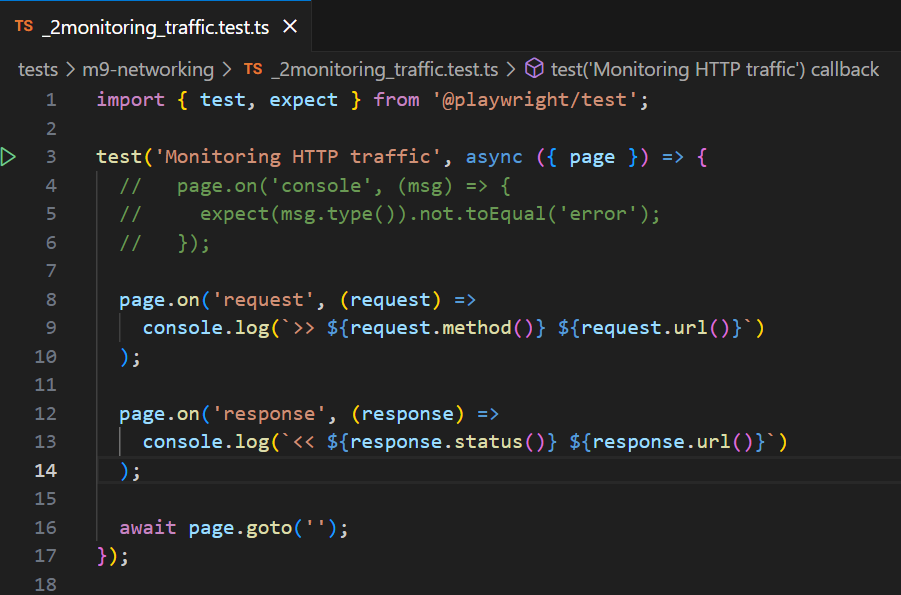 TS _2monitoring_traffic.test.ts ×
tests > m9-networking > TS _2monitoring_traffic.test.ts > test('Monitoring HTTP traffic') callback
1 import { test, expect } from '@playwright/test';
2
3 test('Monitoring HTTP traffic', async ({ page }) => {
4 //   page.on('console', (msg) => {
5 //     expect(msg.type()).not.toEqual('error');
6 //   });
7
8 page.on('request', (request) =>
9 console.log(`>> ${request.method()} ${request.url()}`)
10 );
11
12 page.on('response', (response) =>
13 console.log(`<< ${response.status()} ${response.url()}`)
14 );
15
16 await page.goto('');
17 });
18